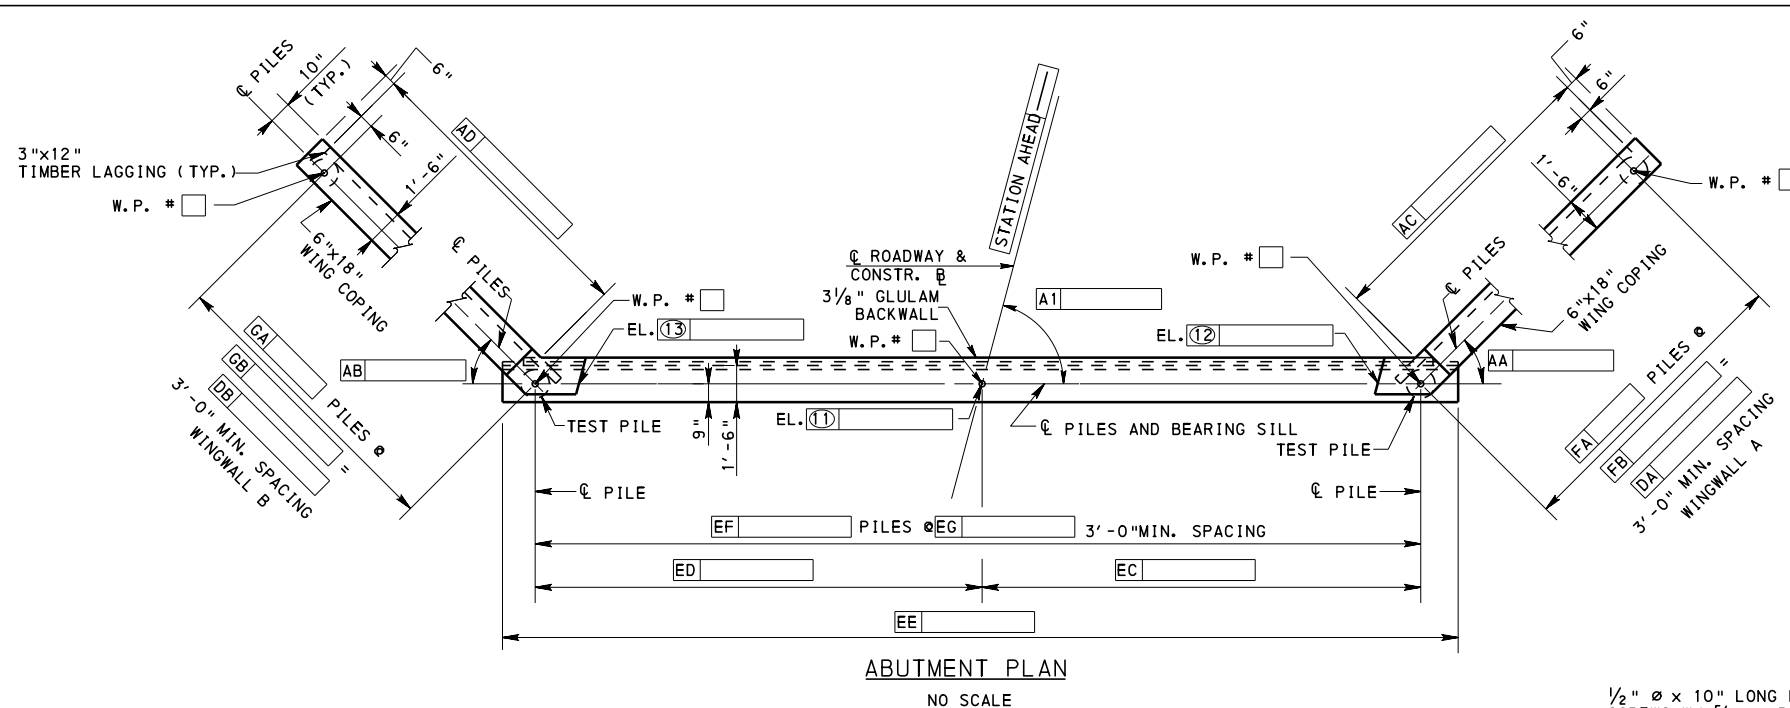 ℄ PILES
10"
(TYP.)
6"
6"
AD
3"x12"
TIMBER LAGGING (TYP.)
1'-6"
W.P. #
6"x18"
WING COPING
℄ PILES
GA
GB
PILES @
DB
=
3'-0" MIN. SPACING
WINGWALL B
AB
W.P. #
EL. 13
TEST PILE
9"
1'-6"
STATION AHEAD
℄ ROADWAY &
CONSTR. ℄
3⅛" GLULAM
BACKWALL
W.P.#
A1
EL. 11
℄ PILES AND BEARING SILL
6"
6"
AC
1'-6"
W.P. #
W.P. #
℄ PILES
6"x18"
WING COPING
EL. 12
AA
TEST PILE
FA
PILES @
FB
=
DA
3'-0" MIN. SPACING
WINGWALL A
℄ PILE
℄ PILE
EF PILES @ EG 3'-0"MIN. SPACING
ED
EC
EE
ABUTMENT PLAN
NO SCALE
½" Ø x 10" LONG